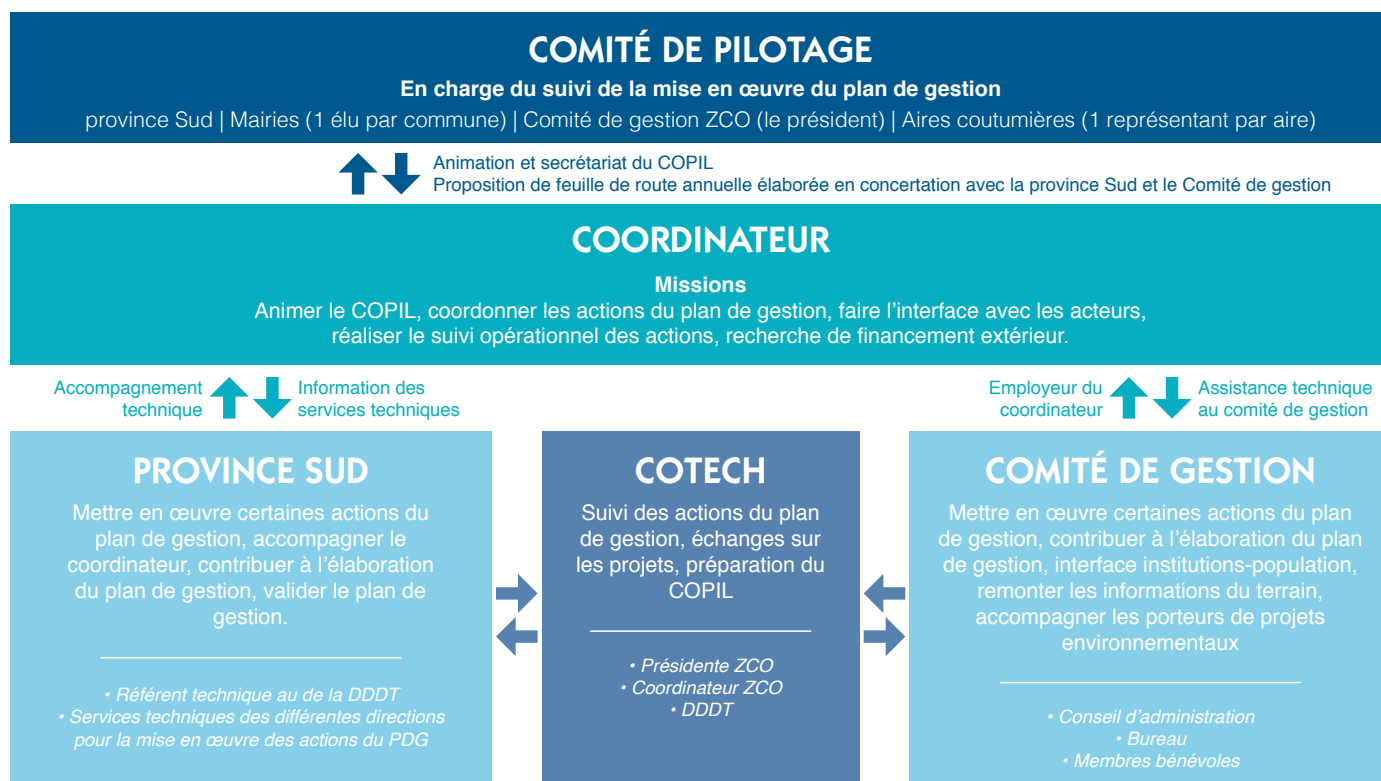 COMITÉ DE PILOTAGE
En charge du suivi de la mise en œuvre du plan de gestion
province Sud | Mairies (1 élu par commune) | Comité de gestion ZCO (le président) | Aires coutumières (1 représentant par aire)
Animation et secrétariat du COPIL
Proposition de feuille de route annuelle élaborée en concertation avec la province Sud et le Comité de gestion
COORDINATEUR
Missions
Animer le COPIL, coordonner les actions du plan de gestion, faire l'interface avec les acteurs,
réaliser le suivi opérationnel des actions, recherche de financement extérieur.
Accompagnement
technique
Information des
services techniques
Employeur du
coordinateur
Assistance technique
au comité de gestion
PROVINCE SUD
Mettre en œuvre certaines actions du
plan de gestion, accompagner le
coordinateur, contribuer à l'élaboration
du plan de gestion, valider le plan de
gestion.
• Référent technique au de la DDDT
• Services techniques des différentes directions
pour la mise en œuvre des actions du PDG
COTECH
Suivi des actions du plan
de gestion, échanges sur
les projets, préparation du
COPIL
• Présidente ZCO
• Coordinateur ZCO
• DDDT
COMITÉ DE GESTION
Mettre en œuvre certaines actions du plan
de gestion, contribuer à l'élaboration du plan
de gestion, interface institutions-population,
remonter les informations du terrain,
accompagner les porteurs de projets
environnementaux
• Conseil d'administration
• Bureau
• Membres bénévoles